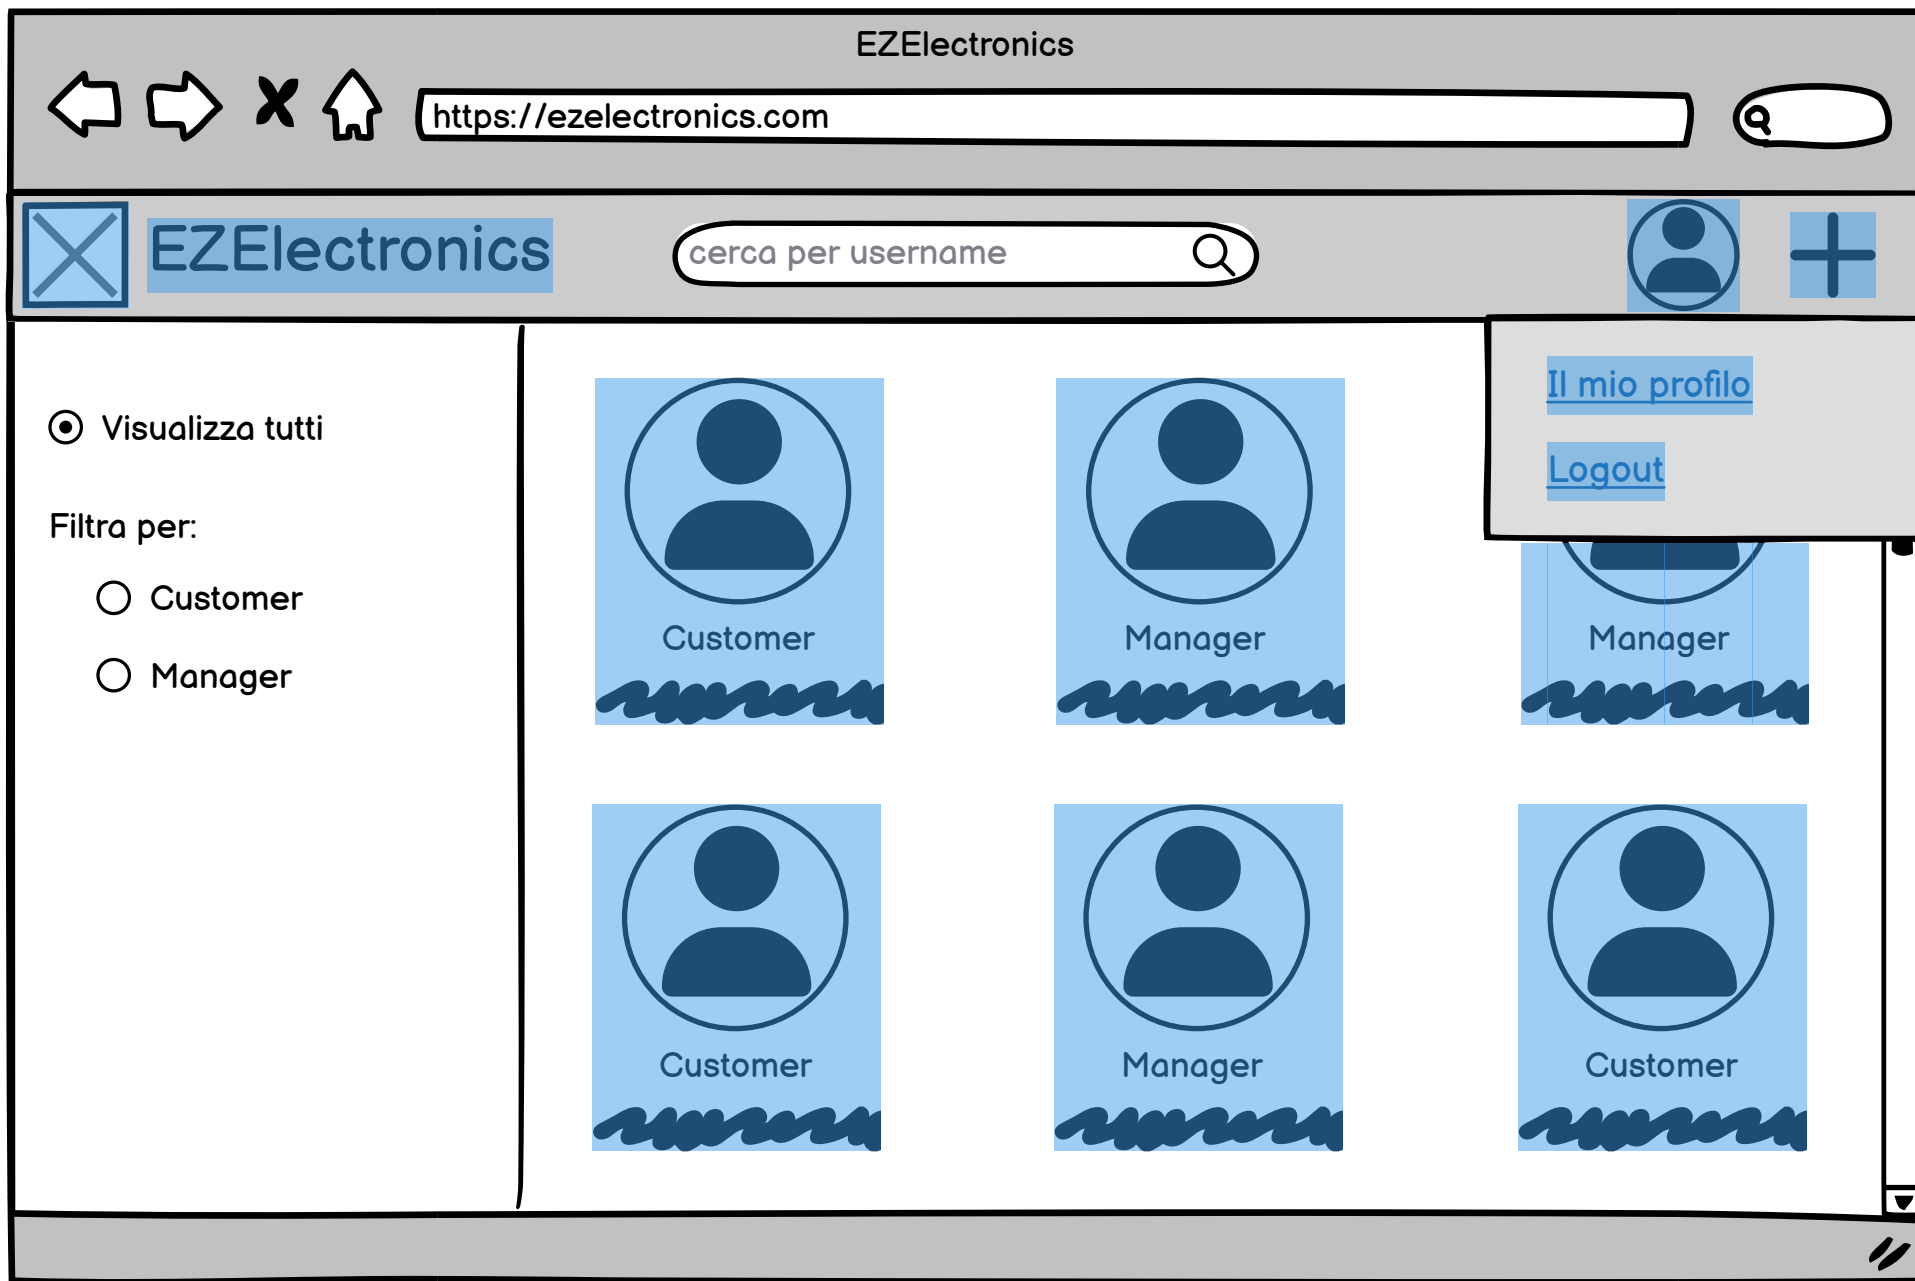 EZElectronics
https://ezelectronics.com
EZElectronics
cerca per username
Il mio profilo
Logout
Visualizza tutti
Filtra per:
Customer
Manager
Customer
Manager
Manager
Customer
Manager
Customer